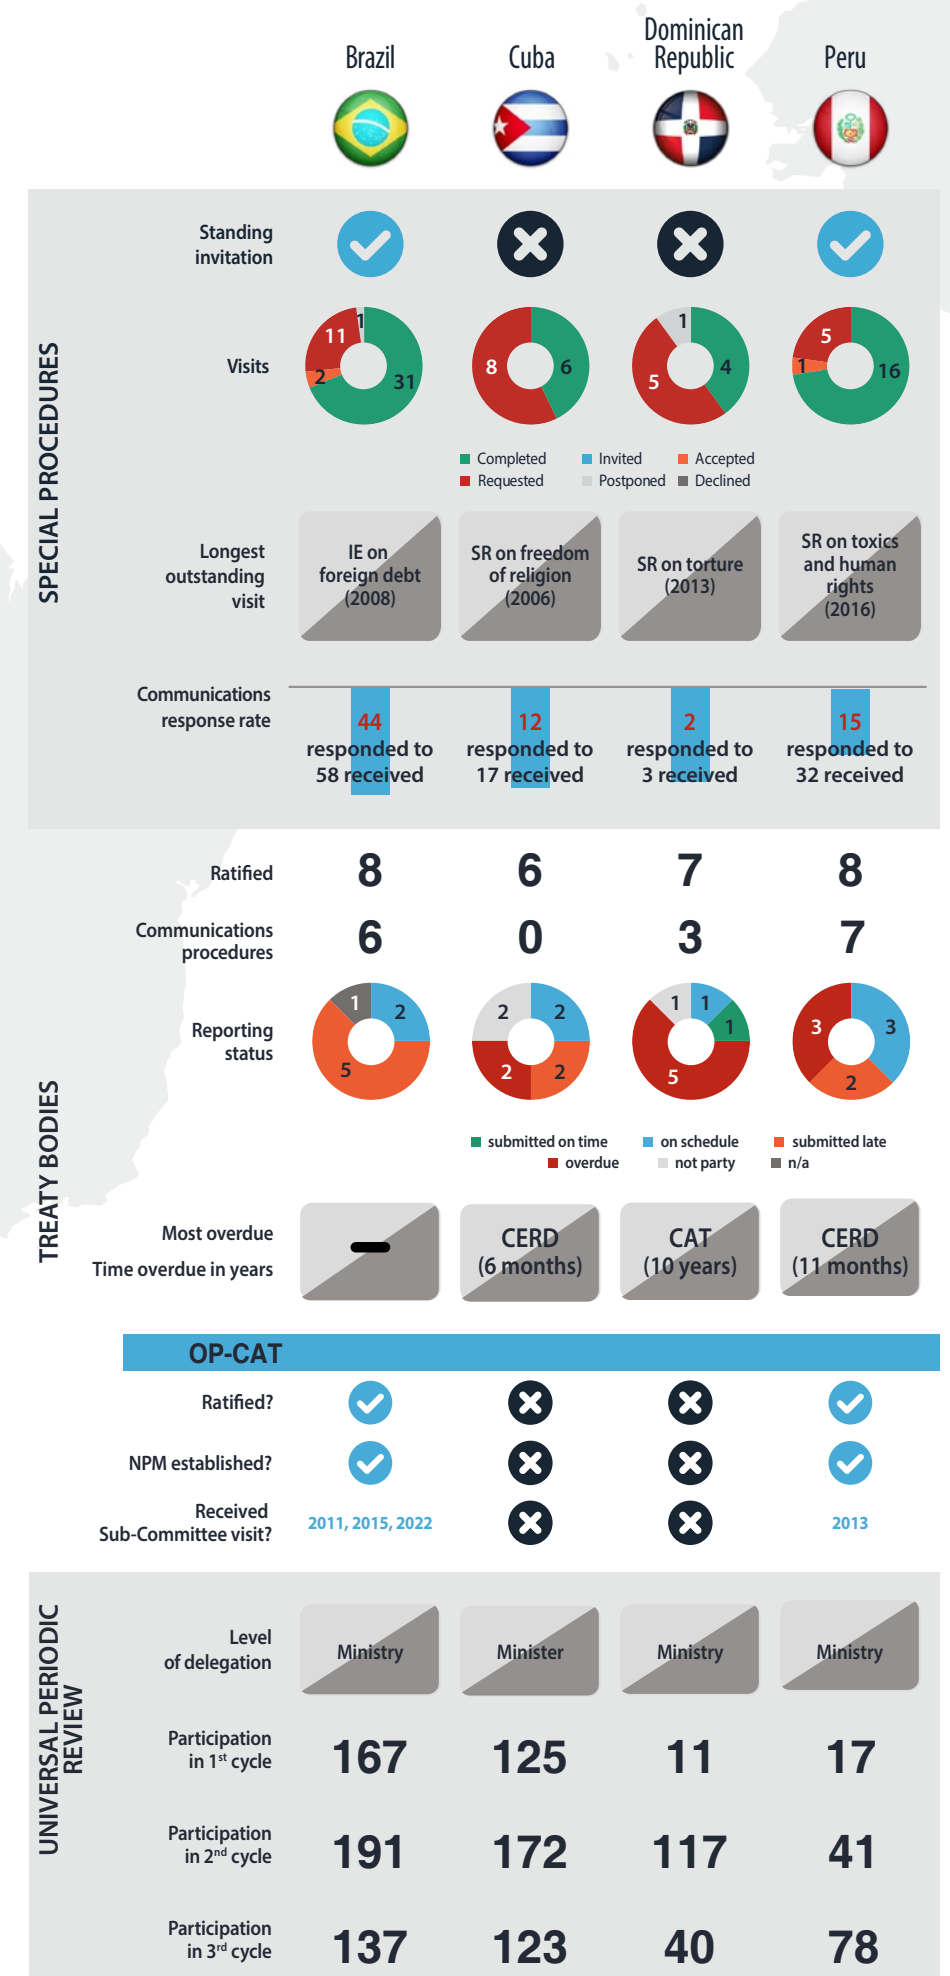 Brazil
Cuba
Dominican
Republic
Peru
SPECIAL PROCEDURES
Standing
invitation
Visits
11
1
2
31
8
6
1
5
4
5
1
16
Completed
Invited
Accepted
Requested
Postponed
Declined
Longest
outstanding
visit
IE on
foreign debt
(2008)
SR on freedom
of religion
(2006)
SR on torture
(2013)
SR on toxics
and human
rights
(2016)
Communications
response rate
44
responded to
58 received
12
responded to
17 received
2
responded to
3 received
15
responded to
32 received
TREATY BODIES
Ratified
8
6
7
8
Communications
procedures
6
0
3
7
Reporting
status
1
2
5
2
2
2
2
1
1
1
5
3
3
2
submitted on time
on schedule
submitted late
overdue
not party
n/a
Most overdue
Time overdue in years
–
CERD
(6 months)
CAT
(10 years)
CERD
(11 months)
OP-CAT
Ratified?
NPM established?
Received
Sub-Committee visit?
2011, 2015, 2022
2013
UNIVERSAL PERIODIC
REVIEW
Level
of delegation
Ministry
Minister
Ministry
Ministry
Participation
in 1st cycle
167
125
11
17
Participation
in 2nd cycle
191
172
117
41
Participation
in 3rd cycle
137
123
40
78